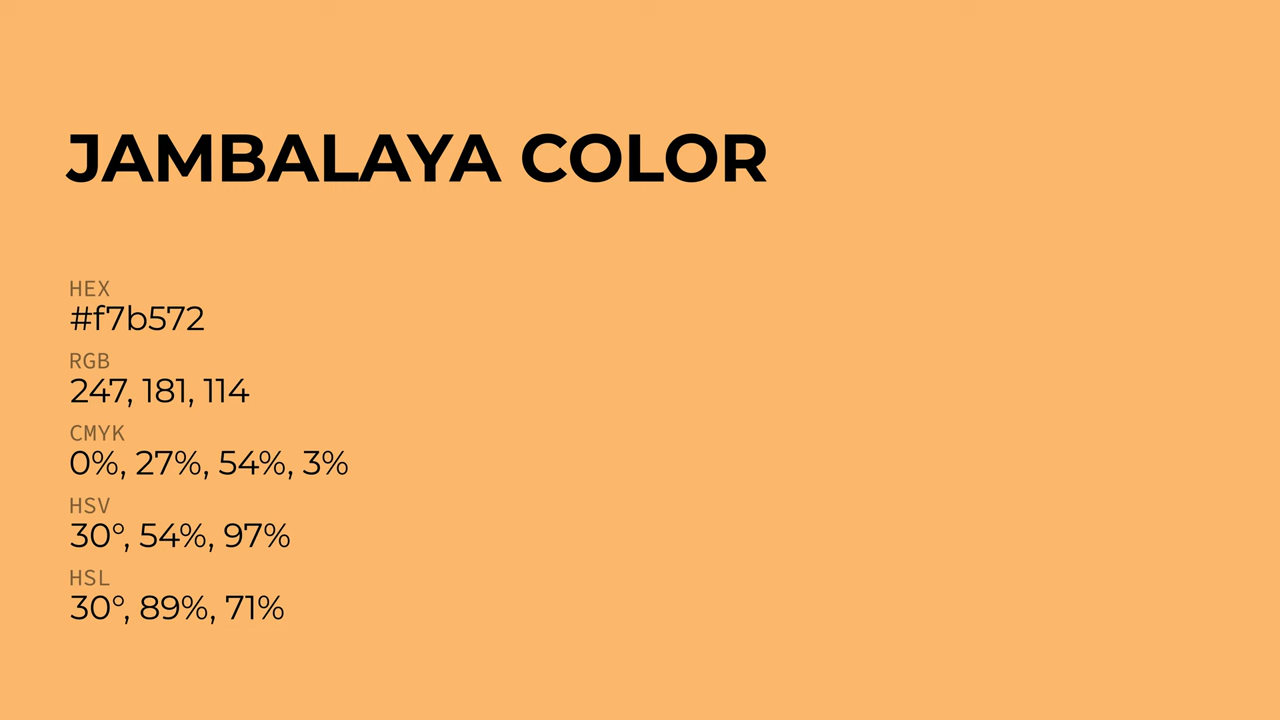 JAMBALAYA COLOR
HEX
#f7b572
RGB
247, 181, 114
CMYK
0%, 27%, 54%, 3%
HSV
30°, 54%, 97%
HSL
30°, 89%, 71%